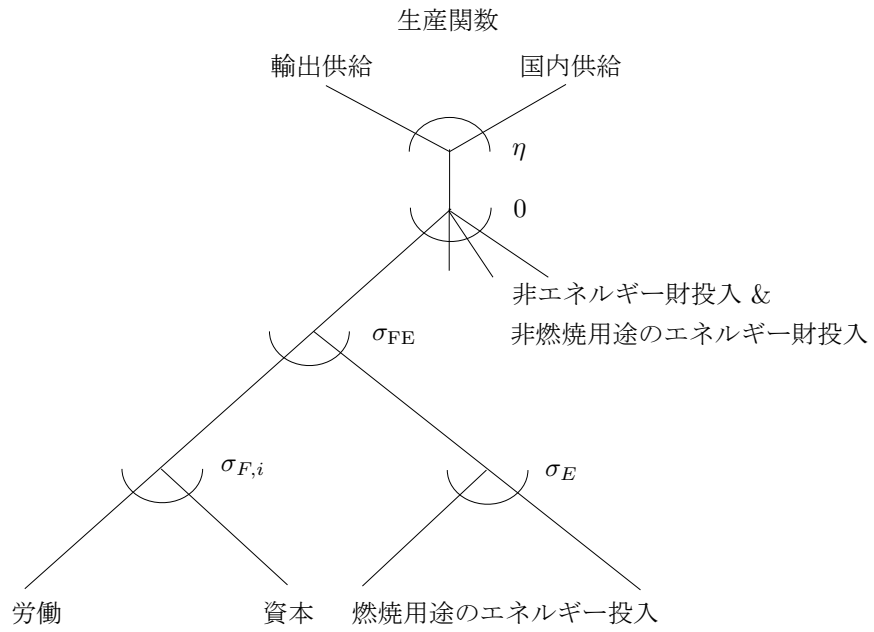 生産関数
輸出供給
国内供給
η
0
非エネルギー財投入 &
非燃焼用途のエネルギー財投入
σFE
σF,i
σE
労働
資本
燃焼用途のエネルギー投入